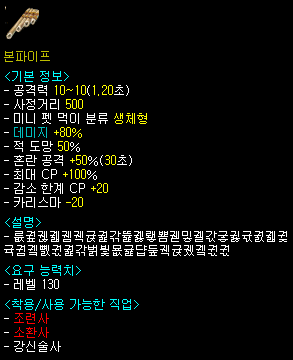 본파이프
<기본 정보>
- 공격력 10~10(1,20초)
- 사정거리 500
- 미니 펫 먹이 분류 생체형
- 데미지 +80%
- 적 도망 50%
- 혼란 공격 +50%(30초)
- 최대 CP +100%
- 감소 한계 CP +20
- 카리스마 -20
<설명>
<요구 능력치>
- 레벨 130
<착용/사용 가능한 직업>
- 조련사
- 소환사
- 강신술사